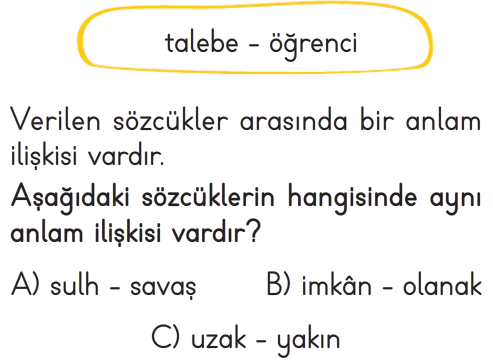 talebe - öğrenci
Verilen sözcükler arasında bir anlam
ilişkisi vardır.
Aşağıdaki sözcüklerin hangisinde aynı
anlam ilişkisi vardır?
A) sulh - savaş B) imkân - olanak
C) uzak - yakın